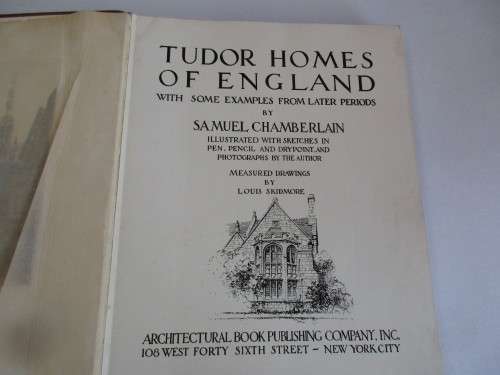 TUDOR HOMES
OF ENGLAND
WITH SOME EXAMPLES FROM LATER PERIODS
BY
SAMUEL CHAMBERLAIN
ILLUSTRATED WITH SKETCHES IN
PEN, PENCIL AND DRYPOINT, AND
PHOTOGRAPHS BY THE AUTHOR
MEASURED DRAWINGS
BY
LOUIS SKIDMORE
ARCHITECTURAL BOOK PUBLISHING COMPANY, INC.
108 WEST FORTY SIXTH STREET – NEW YORK, CITY